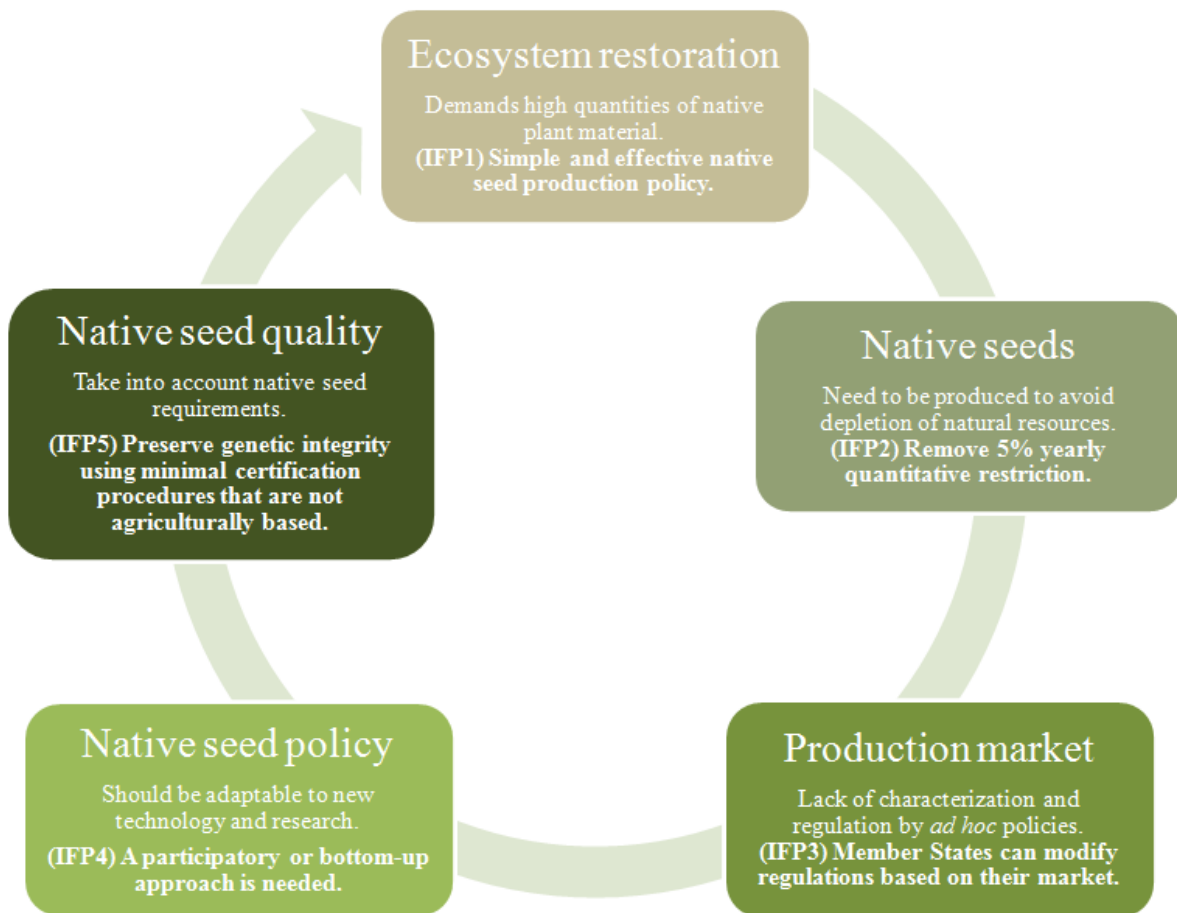 Ecosystem restoration
Demands high quantities of native
plant material.
(IFP1) Simple and effective native
seed production policy.
Native seeds
Need to be produced to avoid
depletion of natural resources.
(IFP2) Remove 5% yearly
quantitative restriction.
Production market
Lack of characterization and
regulation by ad hoc policies.
(IFP3) Member States can modify
regulations based on their market.
Native seed policy
Should be adaptable to new
technology and research.
(IFP4) A participatory or bottom-up
approach is needed.
Native seed quality
Take into account native seed
requirements.
(IFP5) Preserve genetic integrity
using minimal certification
procedures that are not
agriculturally based.